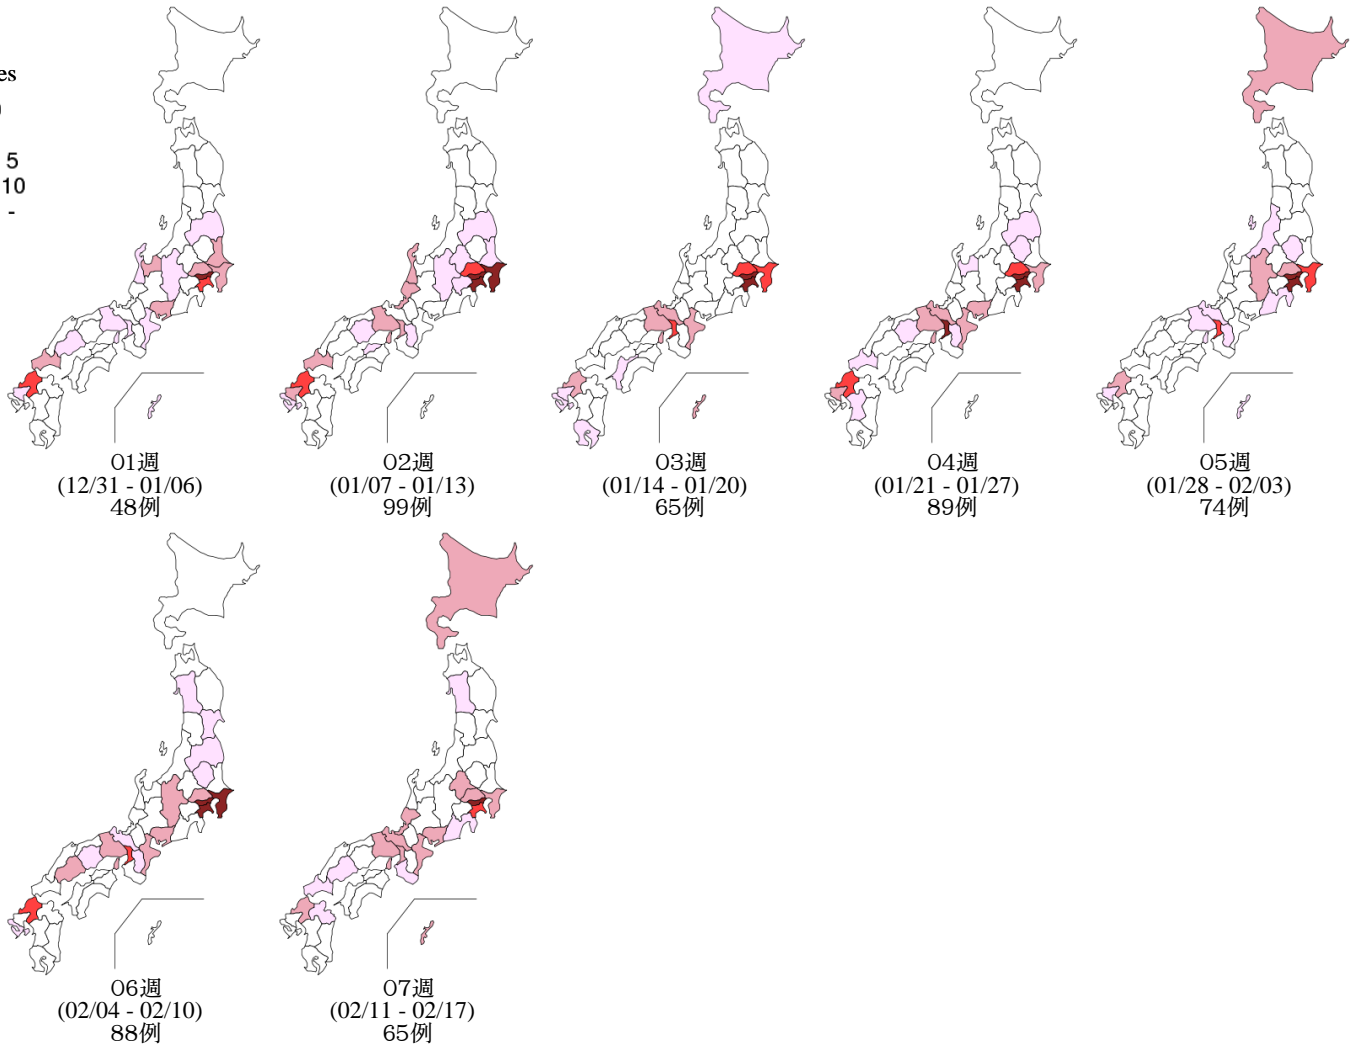 es
5
10
-
01週
(12/31 - 01/06)
48例
02週
(01/07 - 01/13)
99例
03週
(01/14 - 01/20)
65例
04週
(01/21 - 01/27)
89例
05週
(01/28 - 02/03)
74例
06週
(02/04 - 02/10)
88例
07週
(02/11 - 02/17)
65例